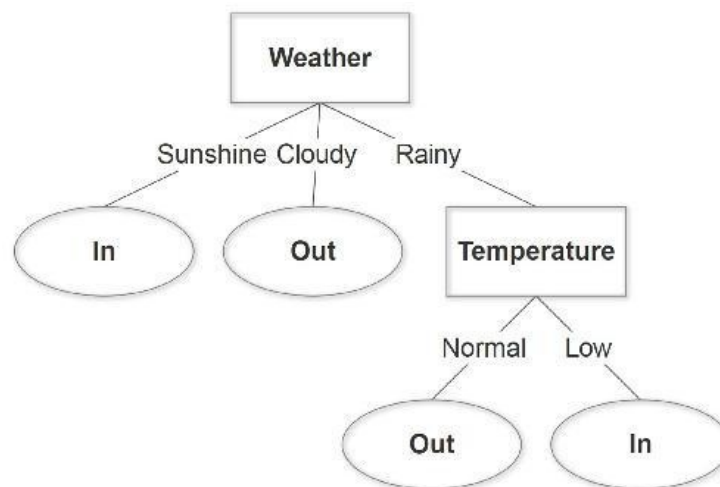 Weather
Sunshine Cloudy Rainy
In Out Temperature
Normal Low
Out In